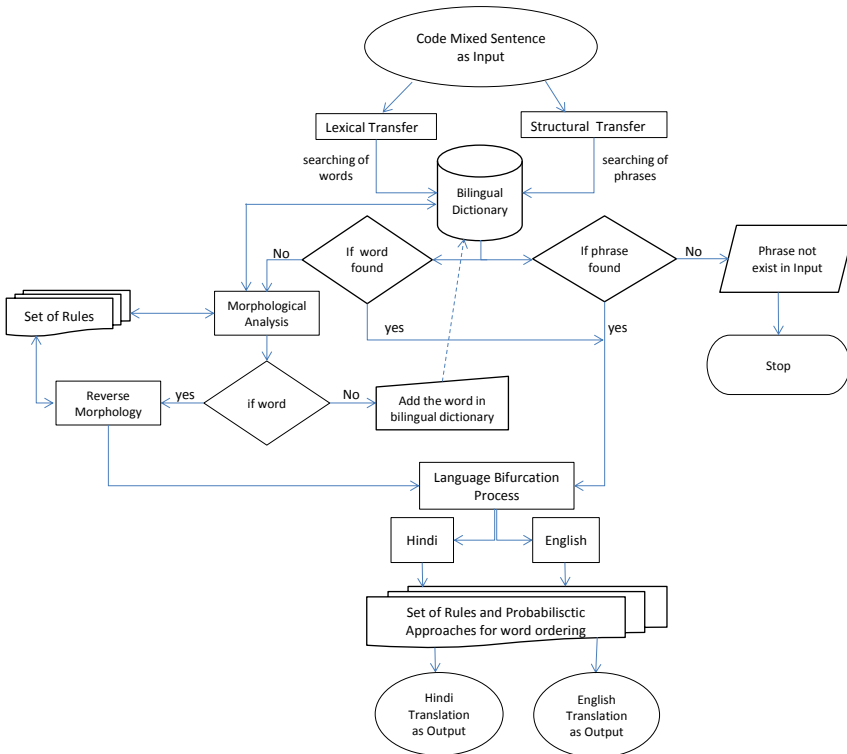 Code Mixed Sentence
as Input
Lexical Transfer
Structural Transfer
searching of
words
searching of
phrases
Bilingual
Dictionary
No
If word
found
If phrase
found
No
Phrase not
exist in Input
Set of Rules
Morphological
Analysis
yes
yes
Stop
Reverse
Morphology
yes
if word
No
Add the word in
bilingual dictionary
Language Bifurcation
Process
Hindi
English
Set of Rules and Probabilisctic
Approaches for word ordering
Hindi
Translation
as Output
English
Translation
as Output